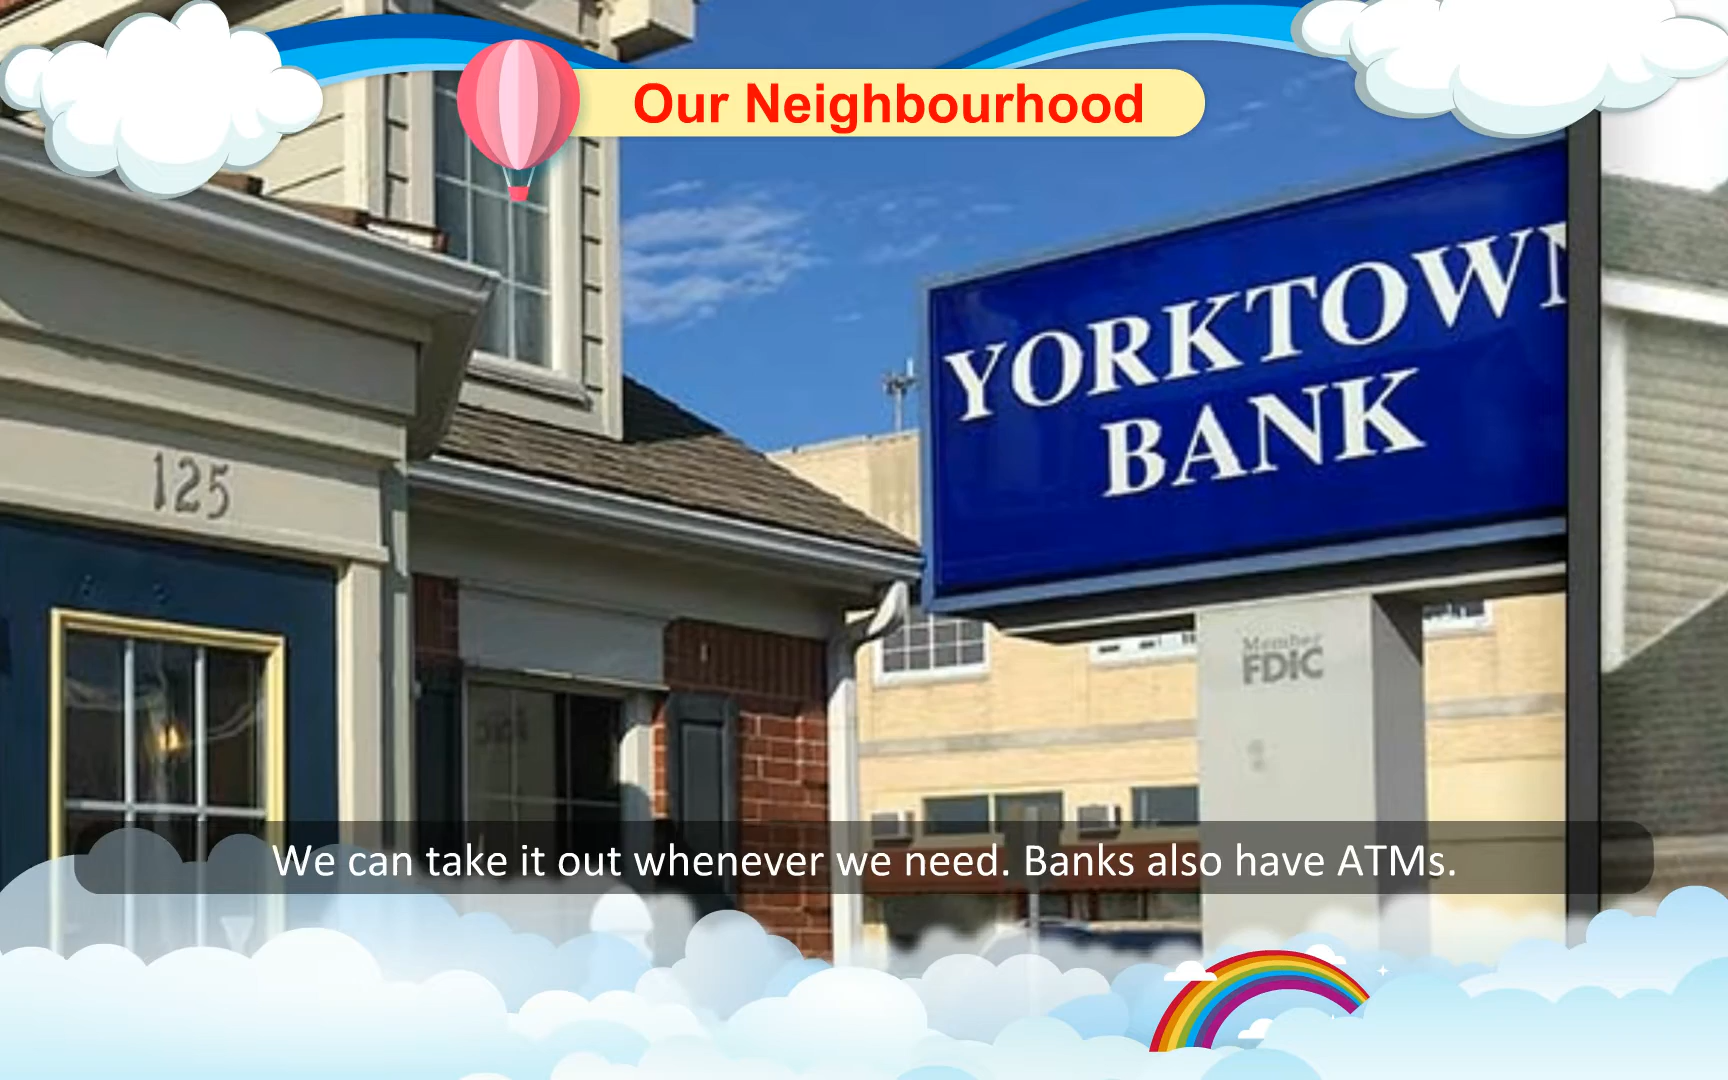 Our Neighbourhood
YORKTOWN
BANK
125
Member
FDIC
We can take it out whenever we need. Banks also have ATMs.